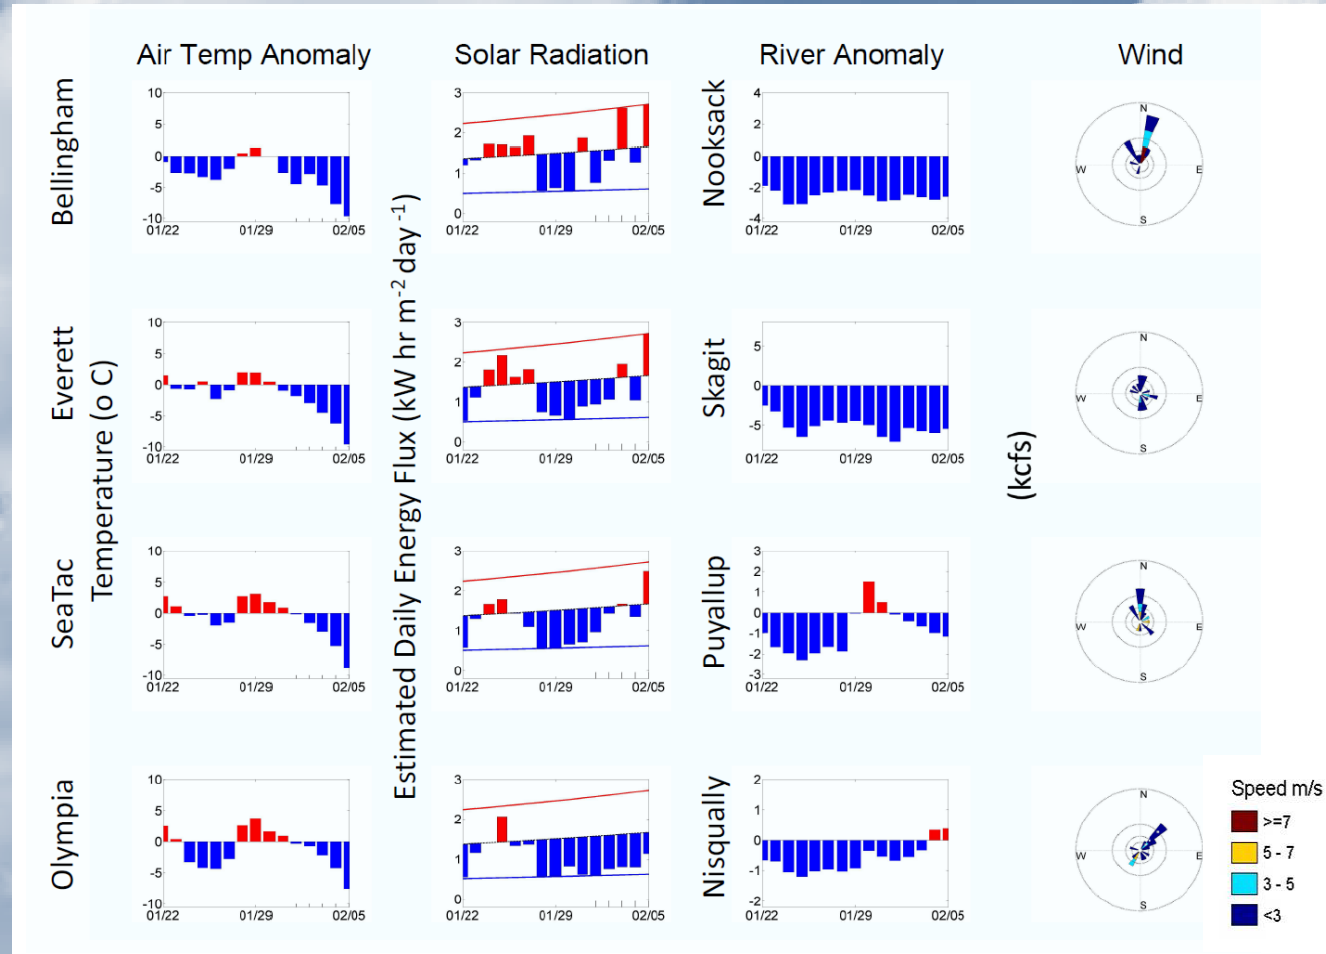 Air Temp Anomaly
Solar Radiation
River Anomaly
Wind
Bellingham
Everett
SeaTac
Olympia
Temperature (o C)
10
5
0
-5
-10
01/22
01/29
02/05
10
5
0
-5
-10
01/22
01/29
02/05
10
5
0
-5
-10
01/22
01/29
02/05
10
5
0
-5
-10
01/22
01/29
02/05
Estimated Daily Energy Flux (kW hr m-2 day -1)
3
2
1
0
01/22
01/29
02/05
3
2
1
0
01/22
01/29
02/05
3
2
1
0
01/22
01/29
02/05
3
2
1
0
01/22
01/29
02/05
Nooksack
Skagit
Puyallup
Nisqually
4
2
0
-2
-4
01/22
01/29
02/05
5
0
-5
01/22
01/29
02/05
3
2
1
0
-1
-2
-3
01/22
01/29
02/05
2
1
0
-1
-2
01/22
01/29
02/05
(kcfs)
N
W
E
S
N
W
E
S
N
W
E
S
N
W
E
S
Speed m/s
>=7
5 - 7
3 - 5
<3